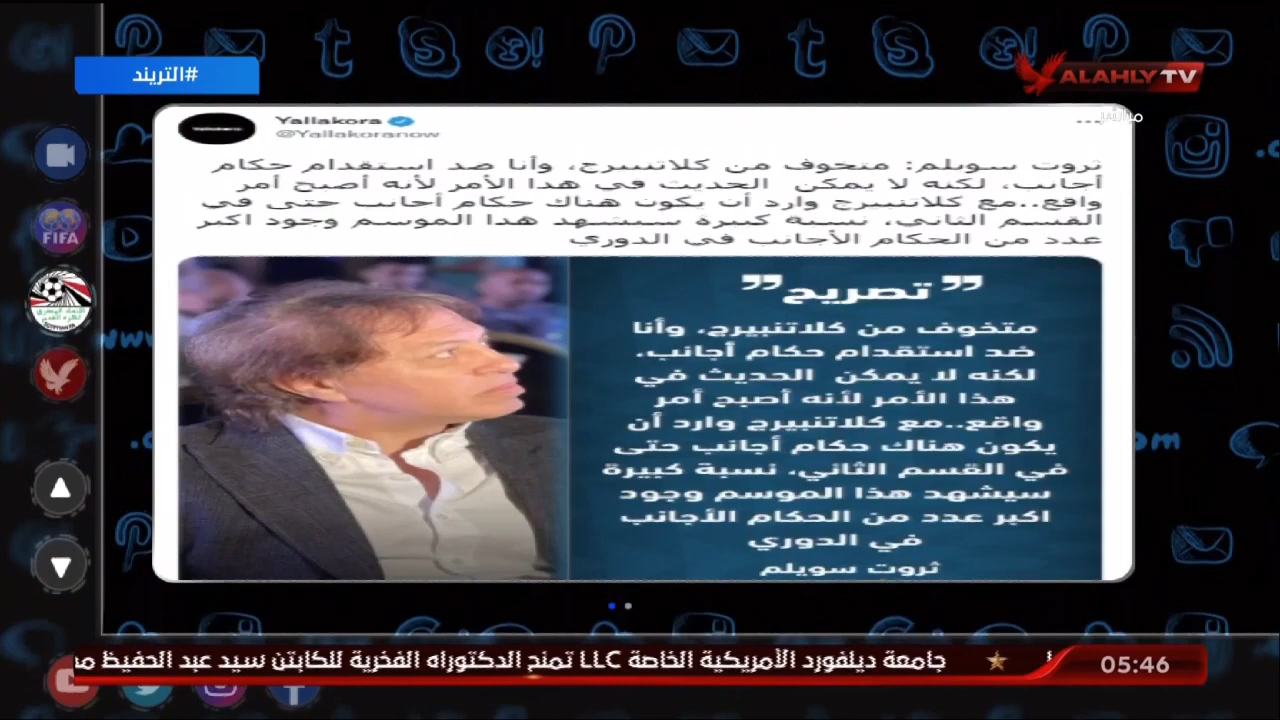 #التريند
ALAHLY TV
مباشر
Yallakora
@Yallakoranow
ثروت سويلم: متخوف من كلاتنبيرج، وأنا ضد استقدام حكام
أجانب، لكنه لا يمكن الحديث في هذا الأمر لأنه أصبح أمر
واقع..مع كلاتنبيرج وارد أن يكون هناك حكام أجانب حتى في
القسم الثاني، نسبة كبيرة سيشهد هذا الموسم وجود اكبر
عدد من الحكام الأجانب في الدوري
" تصريح "
متخوف من كلاتنبيرج، وأنا
ضد استقدام حكام أجانب،
لكنه لا يمكن الحديث في
هذا الأمر لأنه أصبح أمر
واقع..مع كلاتنبيرج وارد أن
يكون هناك حكام أجانب حتى
في القسم الثاني، نسبة كبيرة
سيشهد هذا الموسم وجود
اكبر عدد من الحكام الأجانب
في الدوري
ثروت سويلم
FIFA
جامعة ديلفورد الأمريكية الخاصة LLC تمنح الدكتوراه الفخرية للكابتن سيد عبد الحفيظ
05:46